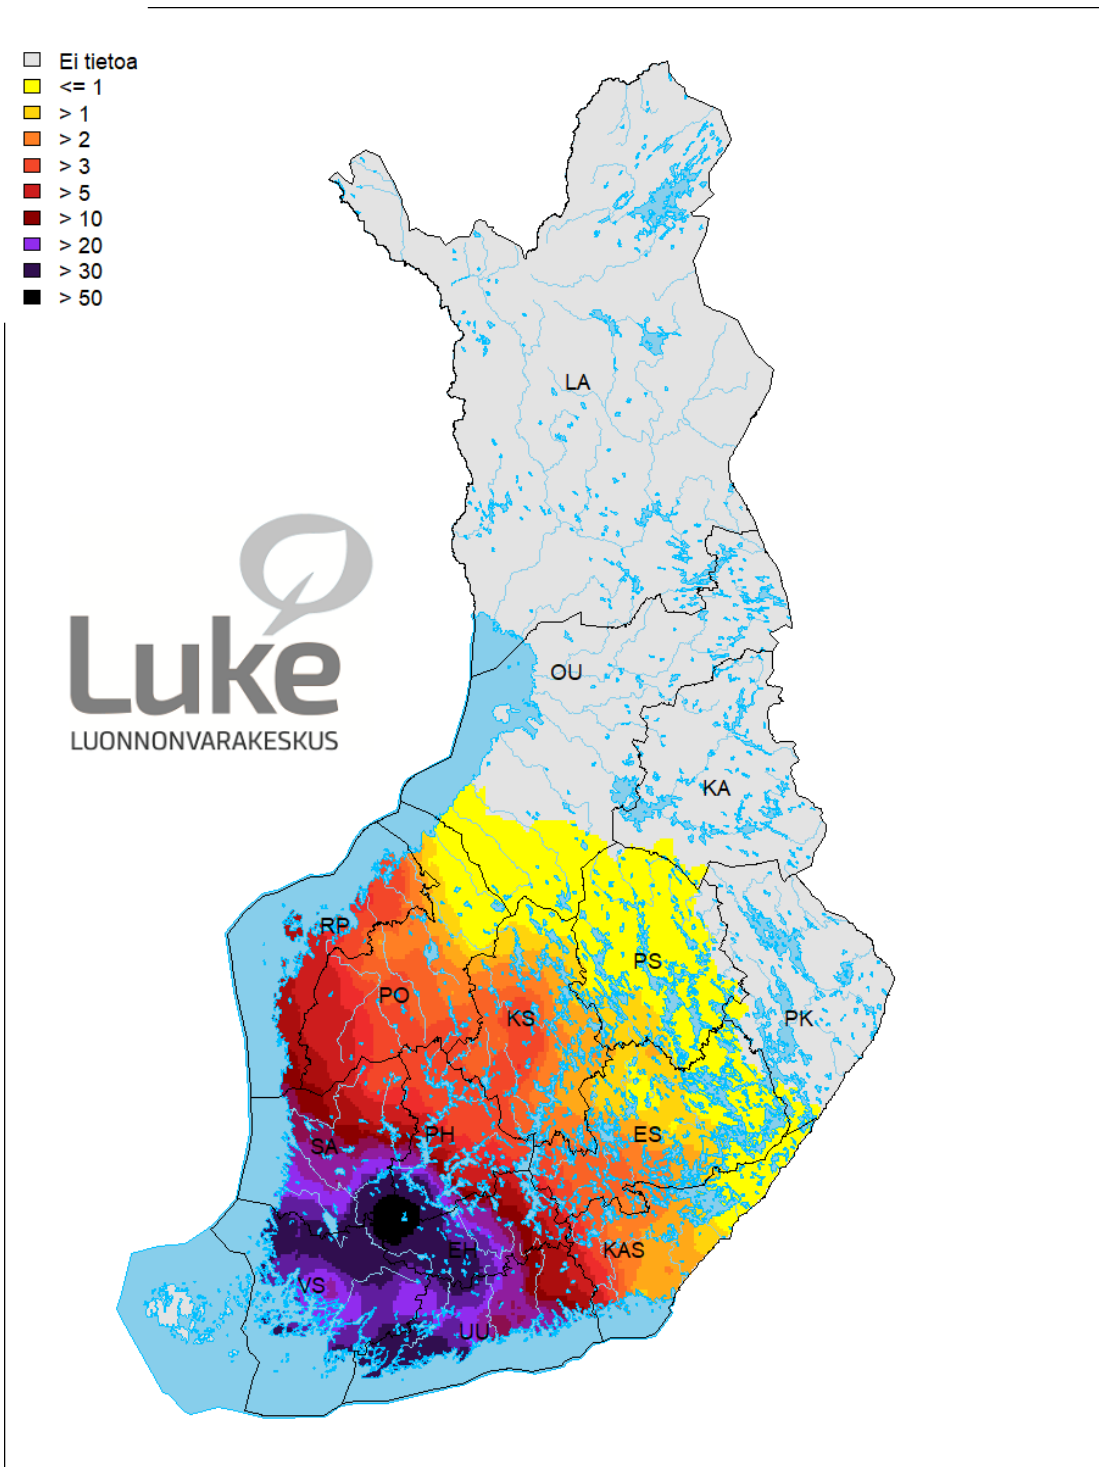 Ei tietoa
<= 1
> 1
> 2
> 3
> 5
> 10
> 20
> 30
> 50
LA
Luke
LUONNONVARAKESKUS
OU
KA
RP
PS
PO
KS
PK
SA
PH
ES
EH
KAS
VS
UU